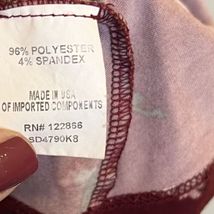 96% POLYESTER
4% SPANDEX
MADE IN USA
OF IMPORTED COMPONENTS
RN# 122856
SD4790K8